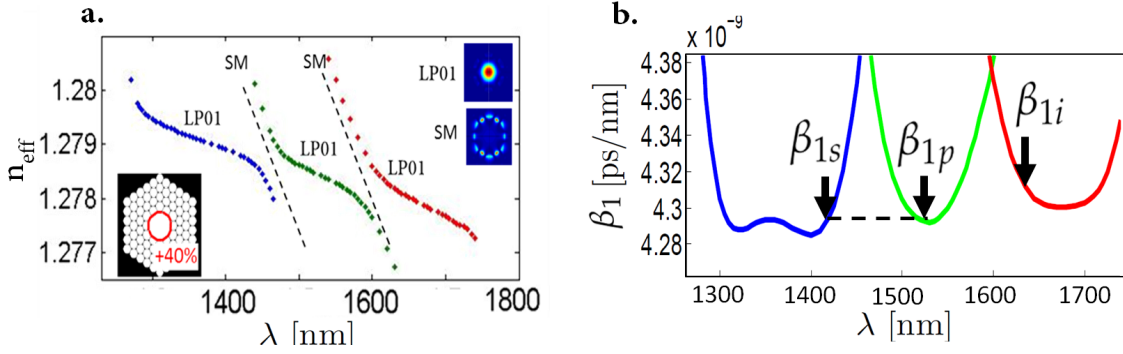 a.
SM
SM
LP01
LP01
LP01
LP01
SM
1.28
1.279
1.278
1.277
n_eff
+40%
1400
1600
1800
λ [nm]
b.
x 10⁻⁹
4.38
4.36
4.34
4.32
4.3
4.28
β₁ [ps/nm]
β₁ₛ
β₁ₚ
β₁ᵢ
1300
1400
1500
1600
1700
λ [nm]